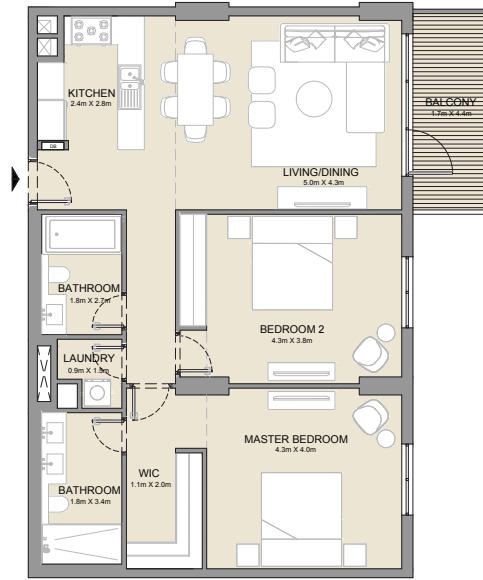 KITCHEN
2.4m X 2.8m
BALCONY
1.7m X 4.4m
DB
LIVING/DINING
5.0m X 4.3m
BATHROOM
1.8m X 2.7m
BEDROOM 2
4.3m X 3.8m
LAUNDRY
0.9m X 1.5m
MASTER BEDROOM
4.3m X 4.0m
WIC
1.1m X 2.0m
BATHROOM
1.8m X 3.4m